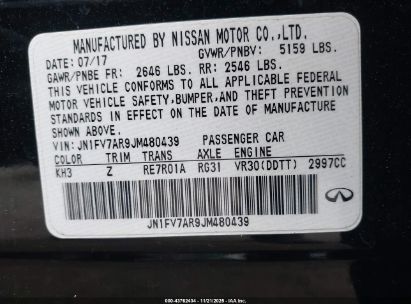 MANUFACTURED BY NISSAN MOTOR CO.,LTD.
DATE: 07/17 GVWR/PNBV: 5159 LBS.
GAWR/PNBE FR: 2646 LBS. RR: 2546 LBS.
THIS VEHICLE CONFORMS TO ALL APPLICABLE FEDERAL
MOTOR VEHICLE SAFETY,BUMPER,AND THEFT PREVENTION
STANDARDS IN EFFECT ON THE DATE OF MANUFACTURE
SHOWN ABOVE.
VIN: JN1FV7AR9JM480439 PASSENGER CAR
COLOR TRIM TRANS AXLE ENGINE
KH3 Z RE7R01A RG31 VR30(DDTT) 2997CC
JN1FV7AR9JM480439
INFINITI